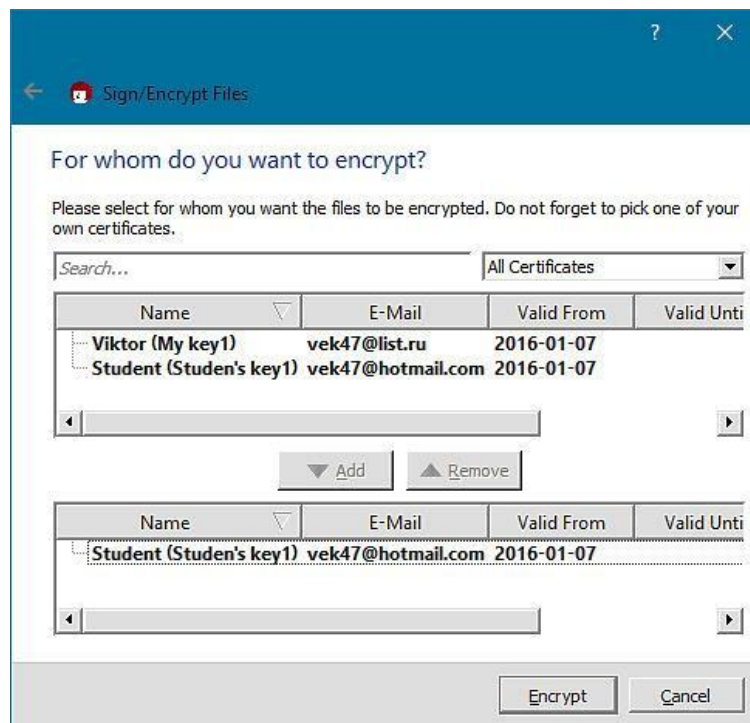 ?
Sign/Encrypt Files
For whom do you want to encrypt?
Please select for whom you want the files to be encrypted. Do not forget to pick one of your
own certificates.
Search... All Certificates
Name E-Mail Valid From Valid Unti
Viktor (My key1) vek47@list.ru 2016-01-07
Student (Studen's key1) vek47@hotmail.com 2016-01-07
Add Remove
Name E-Mail Valid From Valid Unti
Student (Studen's key1) vek47@hotmail.com 2016-01-07
Encrypt Cancel